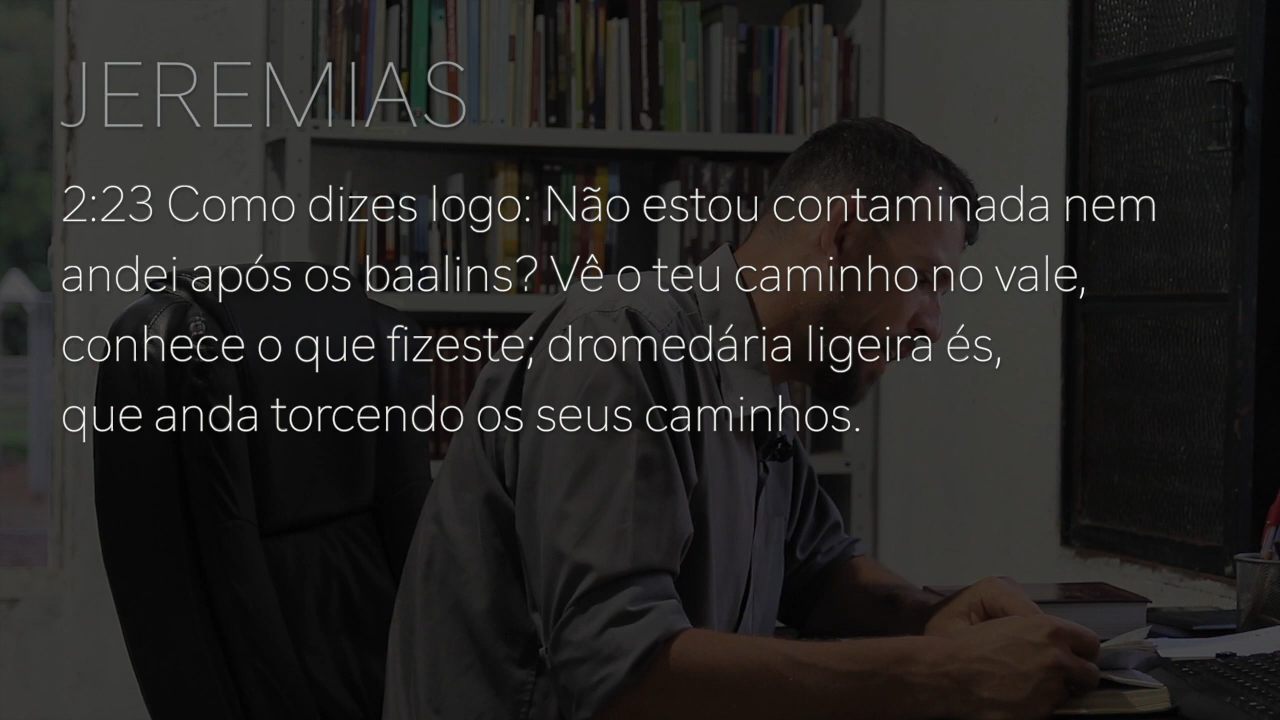 JEREMIAS
2:23 Como dizes logo: Não estou contaminada nem
andei após os baalins? Vê o teu caminho no vale,
conhece o que fizeste; dromedária ligeira és,
que anda torcendo os seus caminhos.